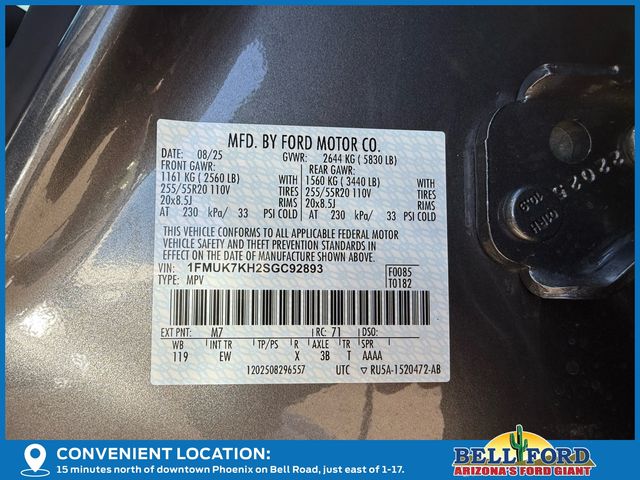 MFD. BY FORD MOTOR CO.
DATE: 08/25 GVWR: 2644 KG ( 5830 LB)
FRONT GAWR: REAR GAWR:
1161 KG ( 2560 LB) WITH 1560 KG ( 3440 LB) WITH
255/55R20 110V TIRES 255/55R20 110V TIRES
20x8.5J RIMS 20x8.5J RIMS
AT 230 kPa/ 33 PSI COLD AT 230 kPa/ 33 PSI COLD
THIS VEHICLE CONFORMS TO ALL APPLICABLE FEDERAL MOTOR
VEHICLE SAFETY AND THEFT PREVENTION STANDARDS IN
EFFECT ON THE DATE OF MANUFACTURE SHOWN ABOVE.
VIN: 1FMUK7KH2SGC92893 F0085
TYPE: MPV T0182
EXT PNT: M7 RC: 71 DSO:
WB INT TR TP/PS R AXLE TR SPR
119 EW X 3B T AAAA
1202508296557 UTC RU5A-1520472-AB
CONVENIENT LOCATION:
15 minutes north of downtown Phoenix on Bell Road, just east of 1-17.
BELL FORD
ARIZONA'S FORD GIANT